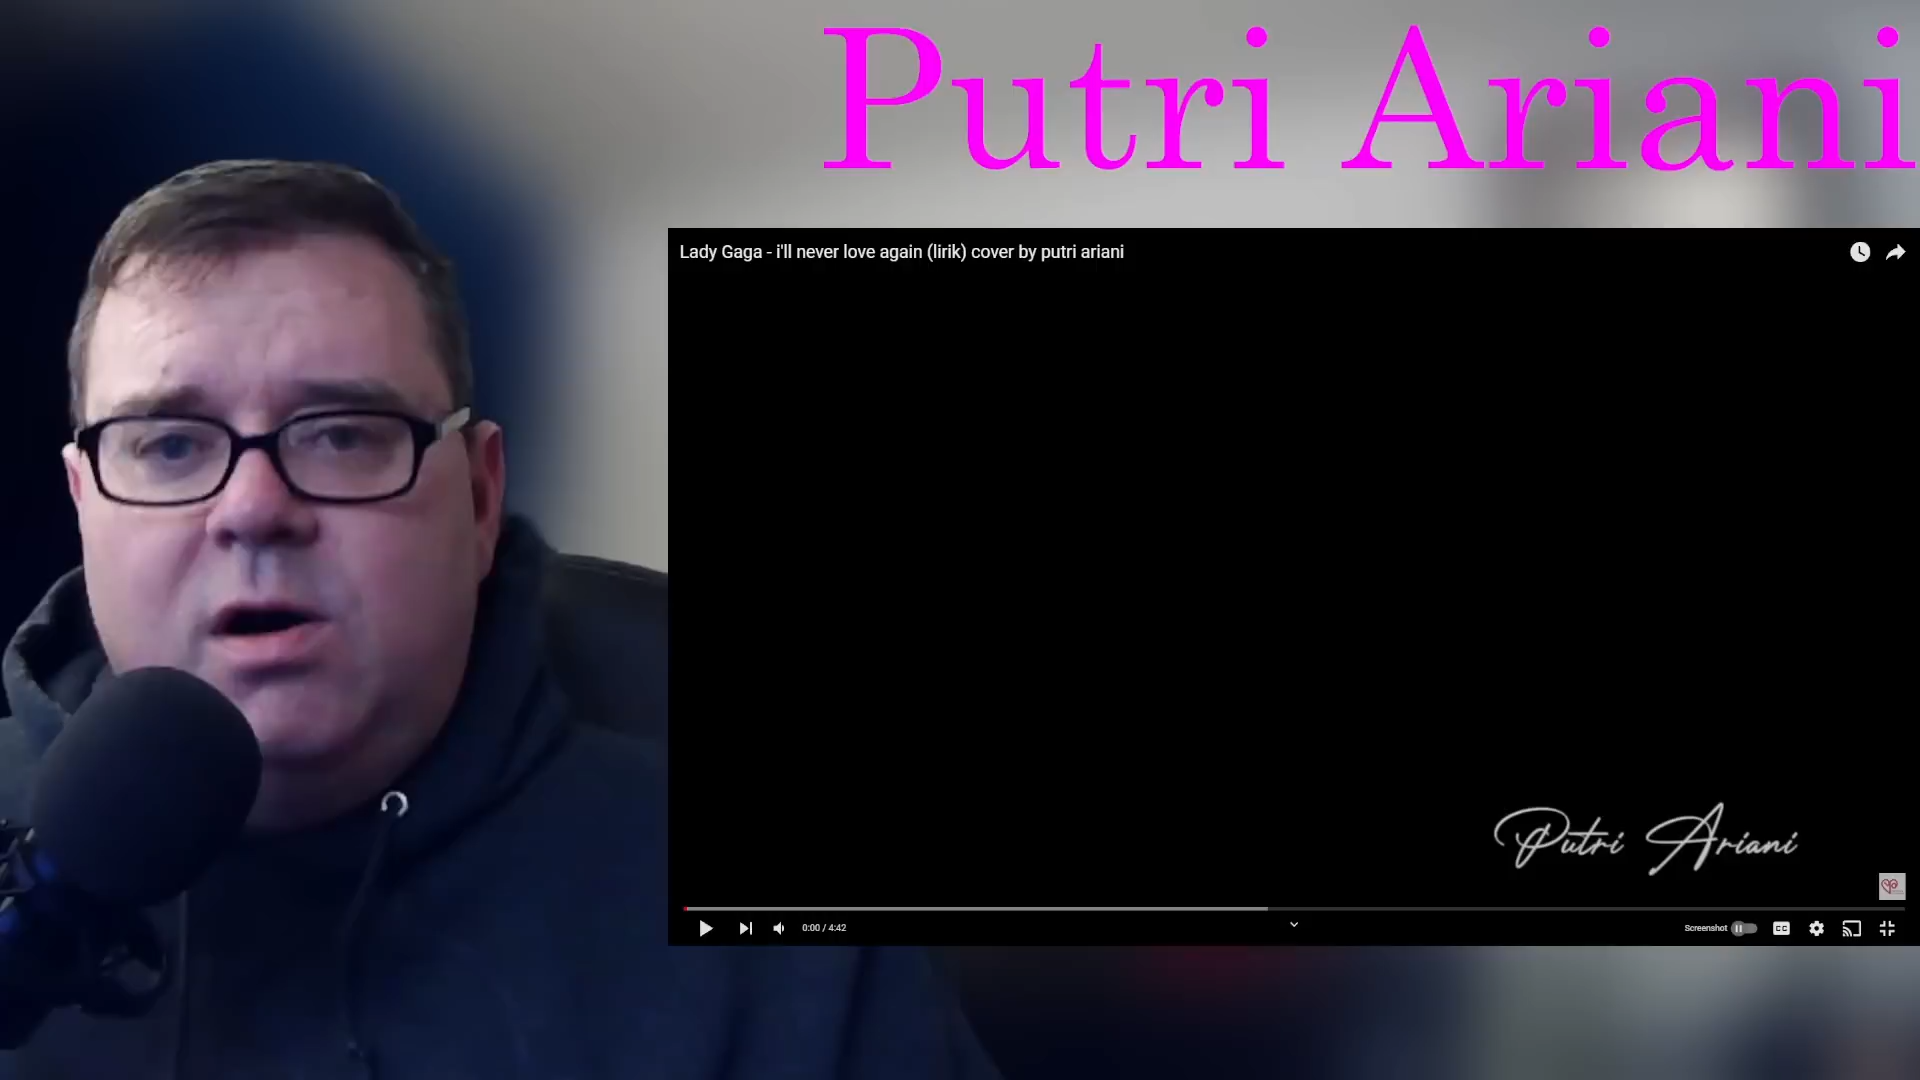 Putri Ariani
Lady Gaga - i'll never love again (lirik) cover by putri ariani
Putri Ariani
0:00 / 4:42
Screenshot
CC